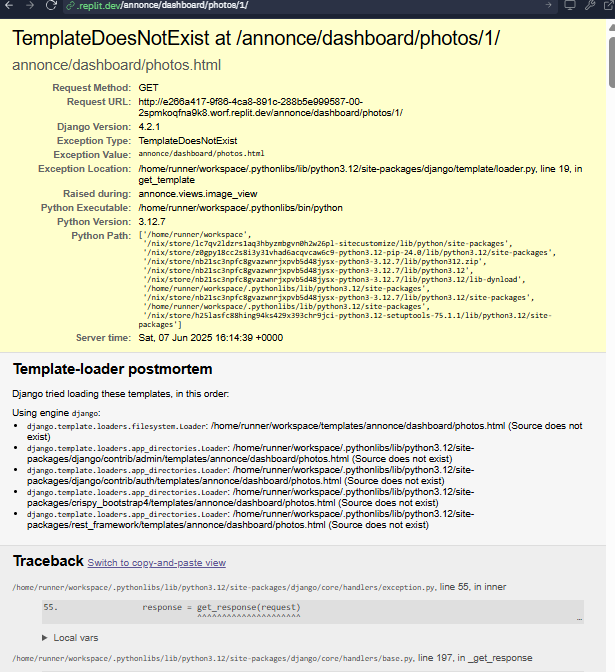 .replit.dev/annonce/dashboard/photos/1/
TemplateDoesNotExist at /annonce/dashboard/photos/1/
annonce/dashboard/photos.html
Request Method: GET
Request URL: http://e266a417-9f86-4ca8-891c-288b5e999587-00-
2spmkoqfna9k8.worf.replit.dev/annonce/dashboard/photos/1/
Django Version: 4.2.1
Exception Type: TemplateDoesNotExist
Exception Value: annonce/dashboard/photos.html
Exception Location: /home/runner/workspace/.pythonlibs/lib/python3.12/site-packages/django/template/loader.py, line 19, in
get_template
Raised during: annonce.views.image_view
Python Executable: /home/runner/workspace/.pythonlibs/bin/python
Python Version: 3.12.7
Python Path: ['/home/runner/workspace',
'/nix/store/lc7qv2ldzrs1aq3hbyzmbgvn0h2w26pl-sitecustomize/lib/python/site-packages',
'/nix/store/z0gpy18cc2s8i3y31vhad6acqvcaw6c9-python3.12-pip-24.0/lib/python3.12/site-packages',
'/nix/store/nb21sc3npfc8gvazwnrjxpvb5d48jysx-python3-3.12.7/lib/python312.zip',
'/nix/store/nb21sc3npfc8gvazwnrjxpvb5d48jysx-python3-3.12.7/lib/python3.12',
'/nix/store/nb21sc3npfc8gvazwnrjxpvb5d48jysx-python3-3.12.7/lib/python3.12/lib-dynload',
'/home/runner/workspace/.pythonlibs/lib/python3.12/site-packages',
'/nix/store/nb21sc3npfc8gvazwnrjxpvb5d48jysx-python3-3.12.7/lib/python3.12/site-packages',
'/home/runner/workspace/.pythonlibs/lib/python3.12/site-packages',
'/nix/store/h25lasfc88hing94ks429x393chr9jci-python3.12-setuptools-75.1.1/lib/python3.12/site-
packages']
Server time: Sat, 07 Jun 2025 16:14:39 +0000
Template-loader postmortem
Django tried loading these templates, in this order:
Using engine django:
• django.template.loaders.filesystem.Loader: /home/runner/workspace/templates/annonce/dashboard/photos.html (Source does not
exist)
• django.template.loaders.app_directories.Loader: /home/runner/workspace/.pythonlibs/lib/python3.12/site-
packages/django/contrib/admin/templates/annonce/dashboard/photos.html (Source does not exist)
• django.template.loaders.app_directories.Loader: /home/runner/workspace/.pythonlibs/lib/python3.12/site-
packages/django/contrib/auth/templates/annonce/dashboard/photos.html (Source does not exist)
• django.template.loaders.app_directories.Loader: /home/runner/workspace/.pythonlibs/lib/python3.12/site-
packages/crispy_bootstrap4/templates/annonce/dashboard/photos.html (Source does not exist)
• django.template.loaders.app_directories.Loader: /home/runner/workspace/.pythonlibs/lib/python3.12/site-
packages/rest_framework/templates/annonce/dashboard/photos.html (Source does not exist)
Traceback Switch to copy-and-paste view
/home/runner/workspace/.pythonlibs/lib/python3.12/site-packages/django/core/handlers/exception.py, line 55, in inner
55. response = get_response(request)
^^^^^^^^^^^^^^^^^^^^^ …
▶ Local vars
/home/runner/workspace/.pythonlibs/lib/python3.12/site-packages/django/core/handlers/base.py, line 197, in _get_response